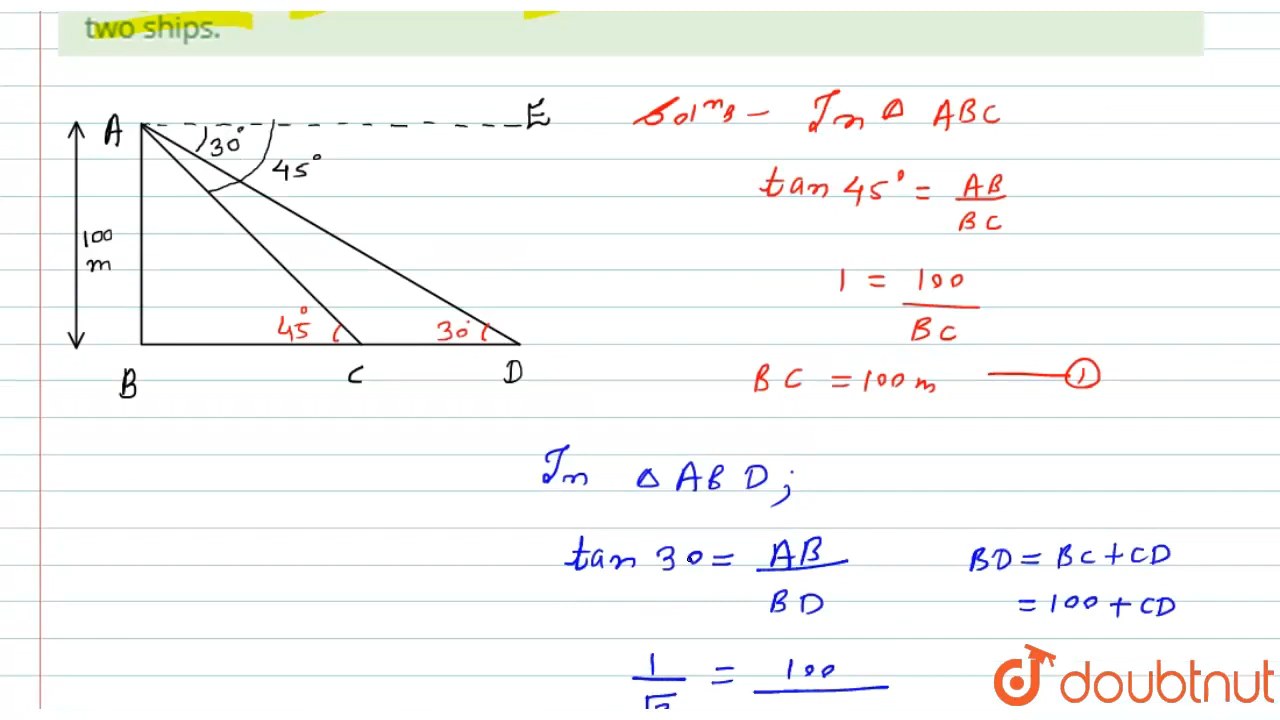 two ships.
A
E
30°
45°
100
m
45°
30°
B
C
D
Solⁿ:- In Δ ABC
tan 45° = AB
BC
1 = 100
BC
BC = 100 m ——— ①
In Δ ABD;
tan 30 = AB
BD
BD = BC + CD
= 100 + CD
1 = 100
doubtnut